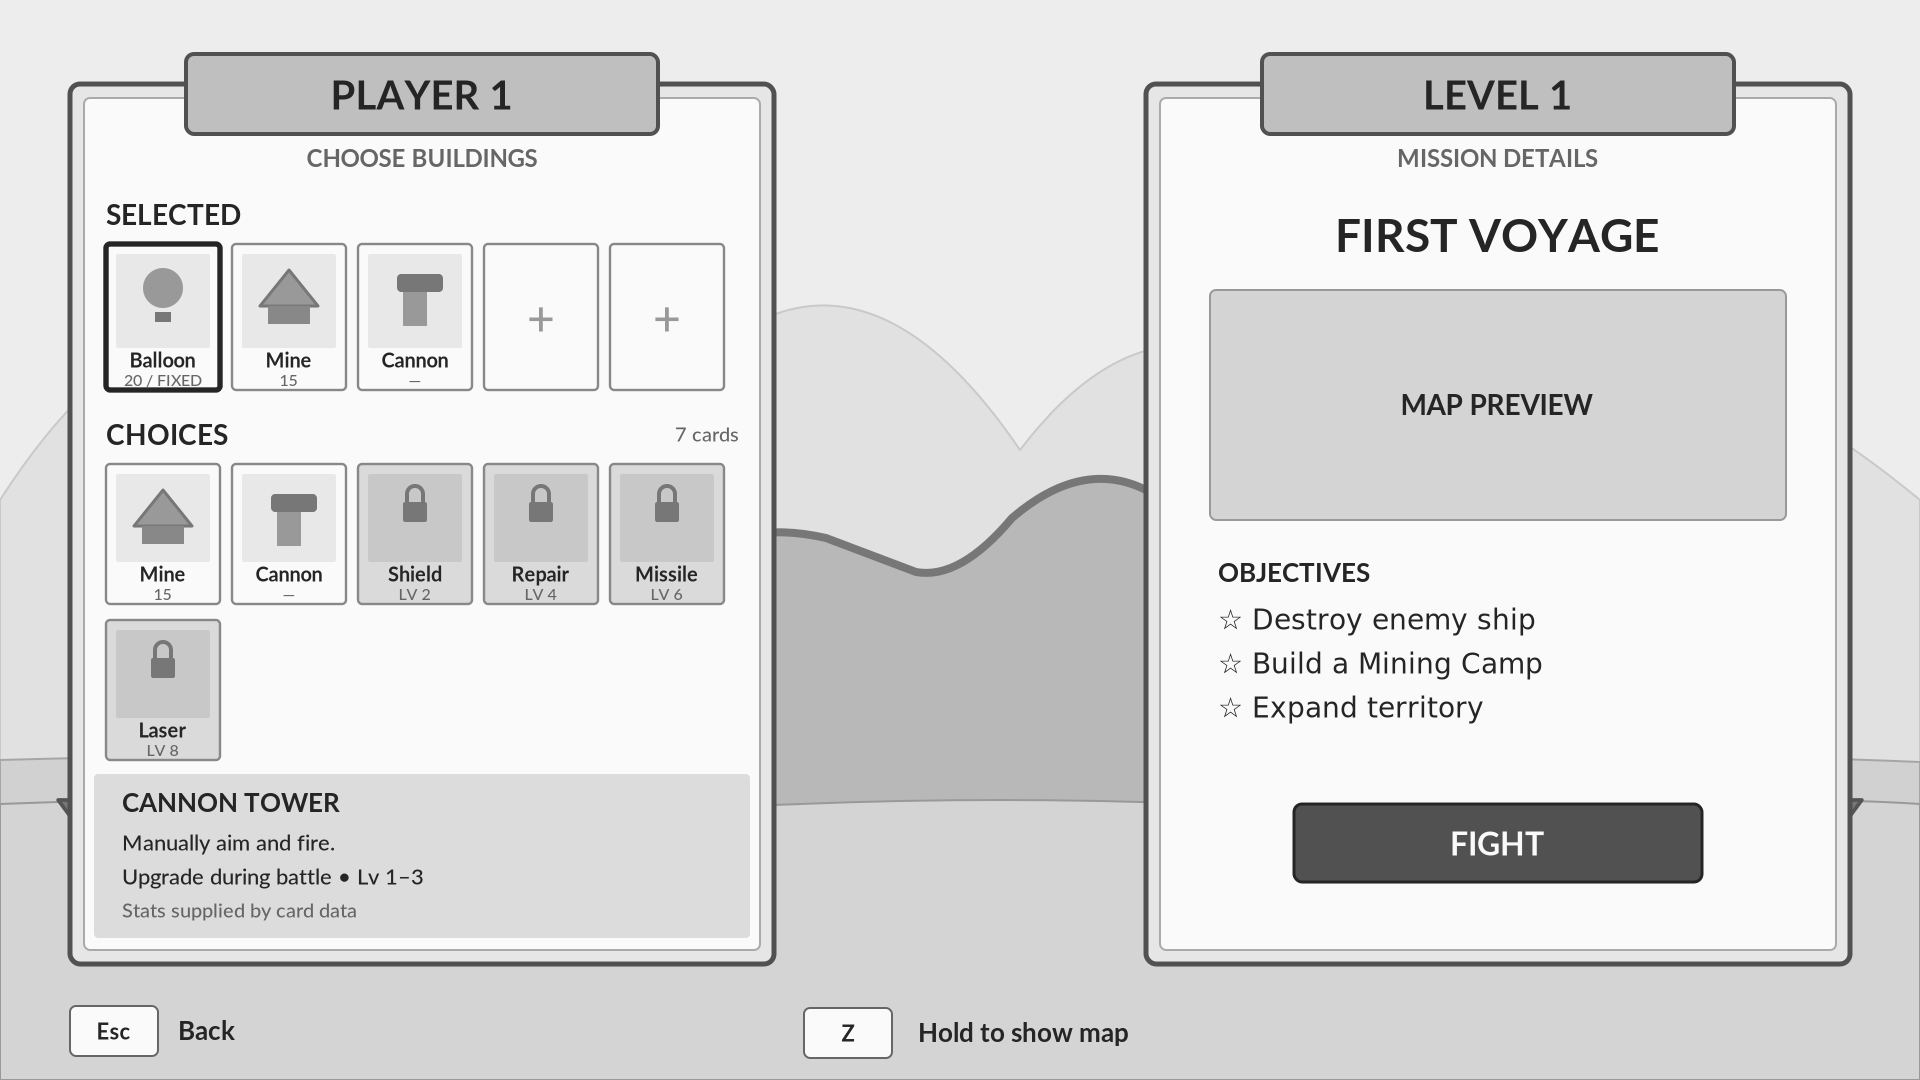 PLAYER 1
CHOOSE BUILDINGS
SELECTED
Balloon
20 / FIXED
Mine
15
Cannon
—
+
+
CHOICES
7 cards
Mine
15
Cannon
—
Shield
LV 2
Repair
LV 4
Missile
LV 6
Laser
LV 8
CANNON TOWER
Manually aim and fire.
Upgrade during battle • Lv 1–3
Stats supplied by card data
LEVEL 1
MISSION DETAILS
FIRST VOYAGE
MAP PREVIEW
OBJECTIVES
☆ Destroy enemy ship
☆ Build a Mining Camp
☆ Expand territory
FIGHT
Esc
Back
Z
Hold to show map